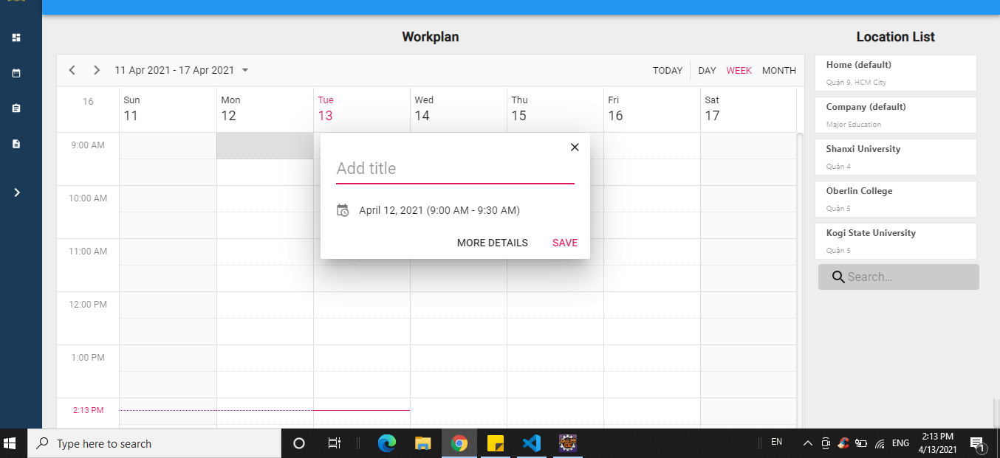 Workplan
Location List
11 Apr 2021 - 17 Apr 2021
TODAY DAY WEEK MONTH
16
Sun
11
Mon
12
Tue
13
Wed
14
Thu
15
Fri
16
Sat
17
9:00 AM
10:00 AM
11:00 AM
12:00 PM
1:00 PM
2:13 PM
Add title
April 12, 2021 (9:00 AM - 9:30 AM)
MORE DETAILS SAVE
Home (default)
Quận 9, HCM City
Company (default)
Major Education
Shanxi University
Quận 4
Oberlin College
Quận 5
Kogi State University
Quận 5
Search...
Type here to search
Java EE
IDE
EN
ENG
2:13 PM
4/13/2021
1